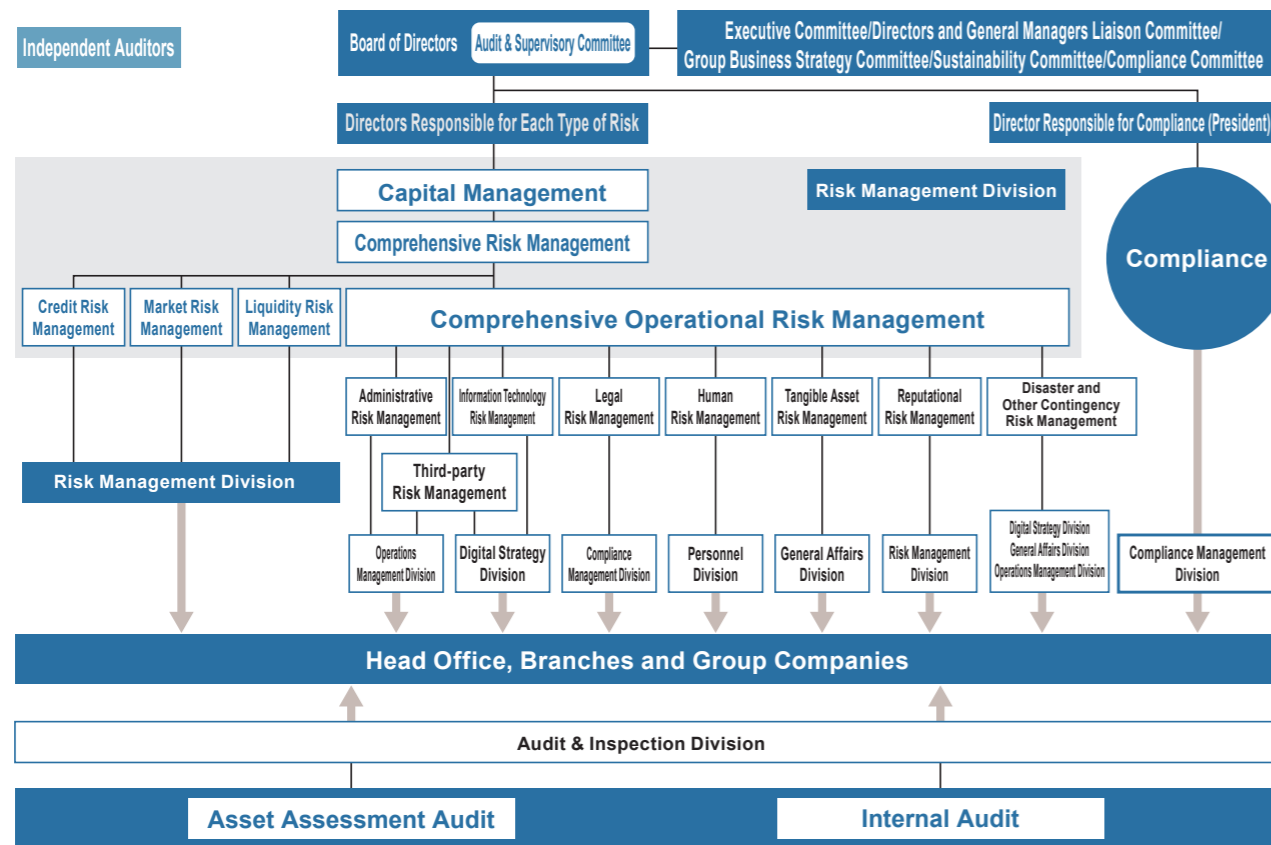 Independent Auditors
Board of Directors
Audit & Supervisory Committee
Executive Committee/Directors and General Managers Liaison Committee/
Group Business Strategy Committee/Sustainability Committee/Compliance Committee
Directors Responsible for Each Type of Risk
Director Responsible for Compliance (President)
Capital Management
Risk Management Division
Comprehensive Risk Management
Compliance
Credit Risk
Management
Market Risk
Management
Liquidity Risk
Management
Comprehensive Operational Risk Management
Administrative
Risk Management
Information Technology
Risk Management
Legal
Risk Management
Human
Risk Management
Tangible Asset
Risk Management
Reputational
Risk Management
Disaster and
Other Contingency
Risk Management
Risk Management Division
Third-party
Risk Management
Operations
Management Division
Digital Strategy
Division
Compliance
Management Division
Personnel
Division
General Affairs
Division
Risk Management
Division
Digital Strategy Division
General Affairs Division
Operations Management Division
Compliance Management
Division
Head Office, Branches and Group Companies
Audit & Inspection Division
Asset Assessment Audit
Internal Audit